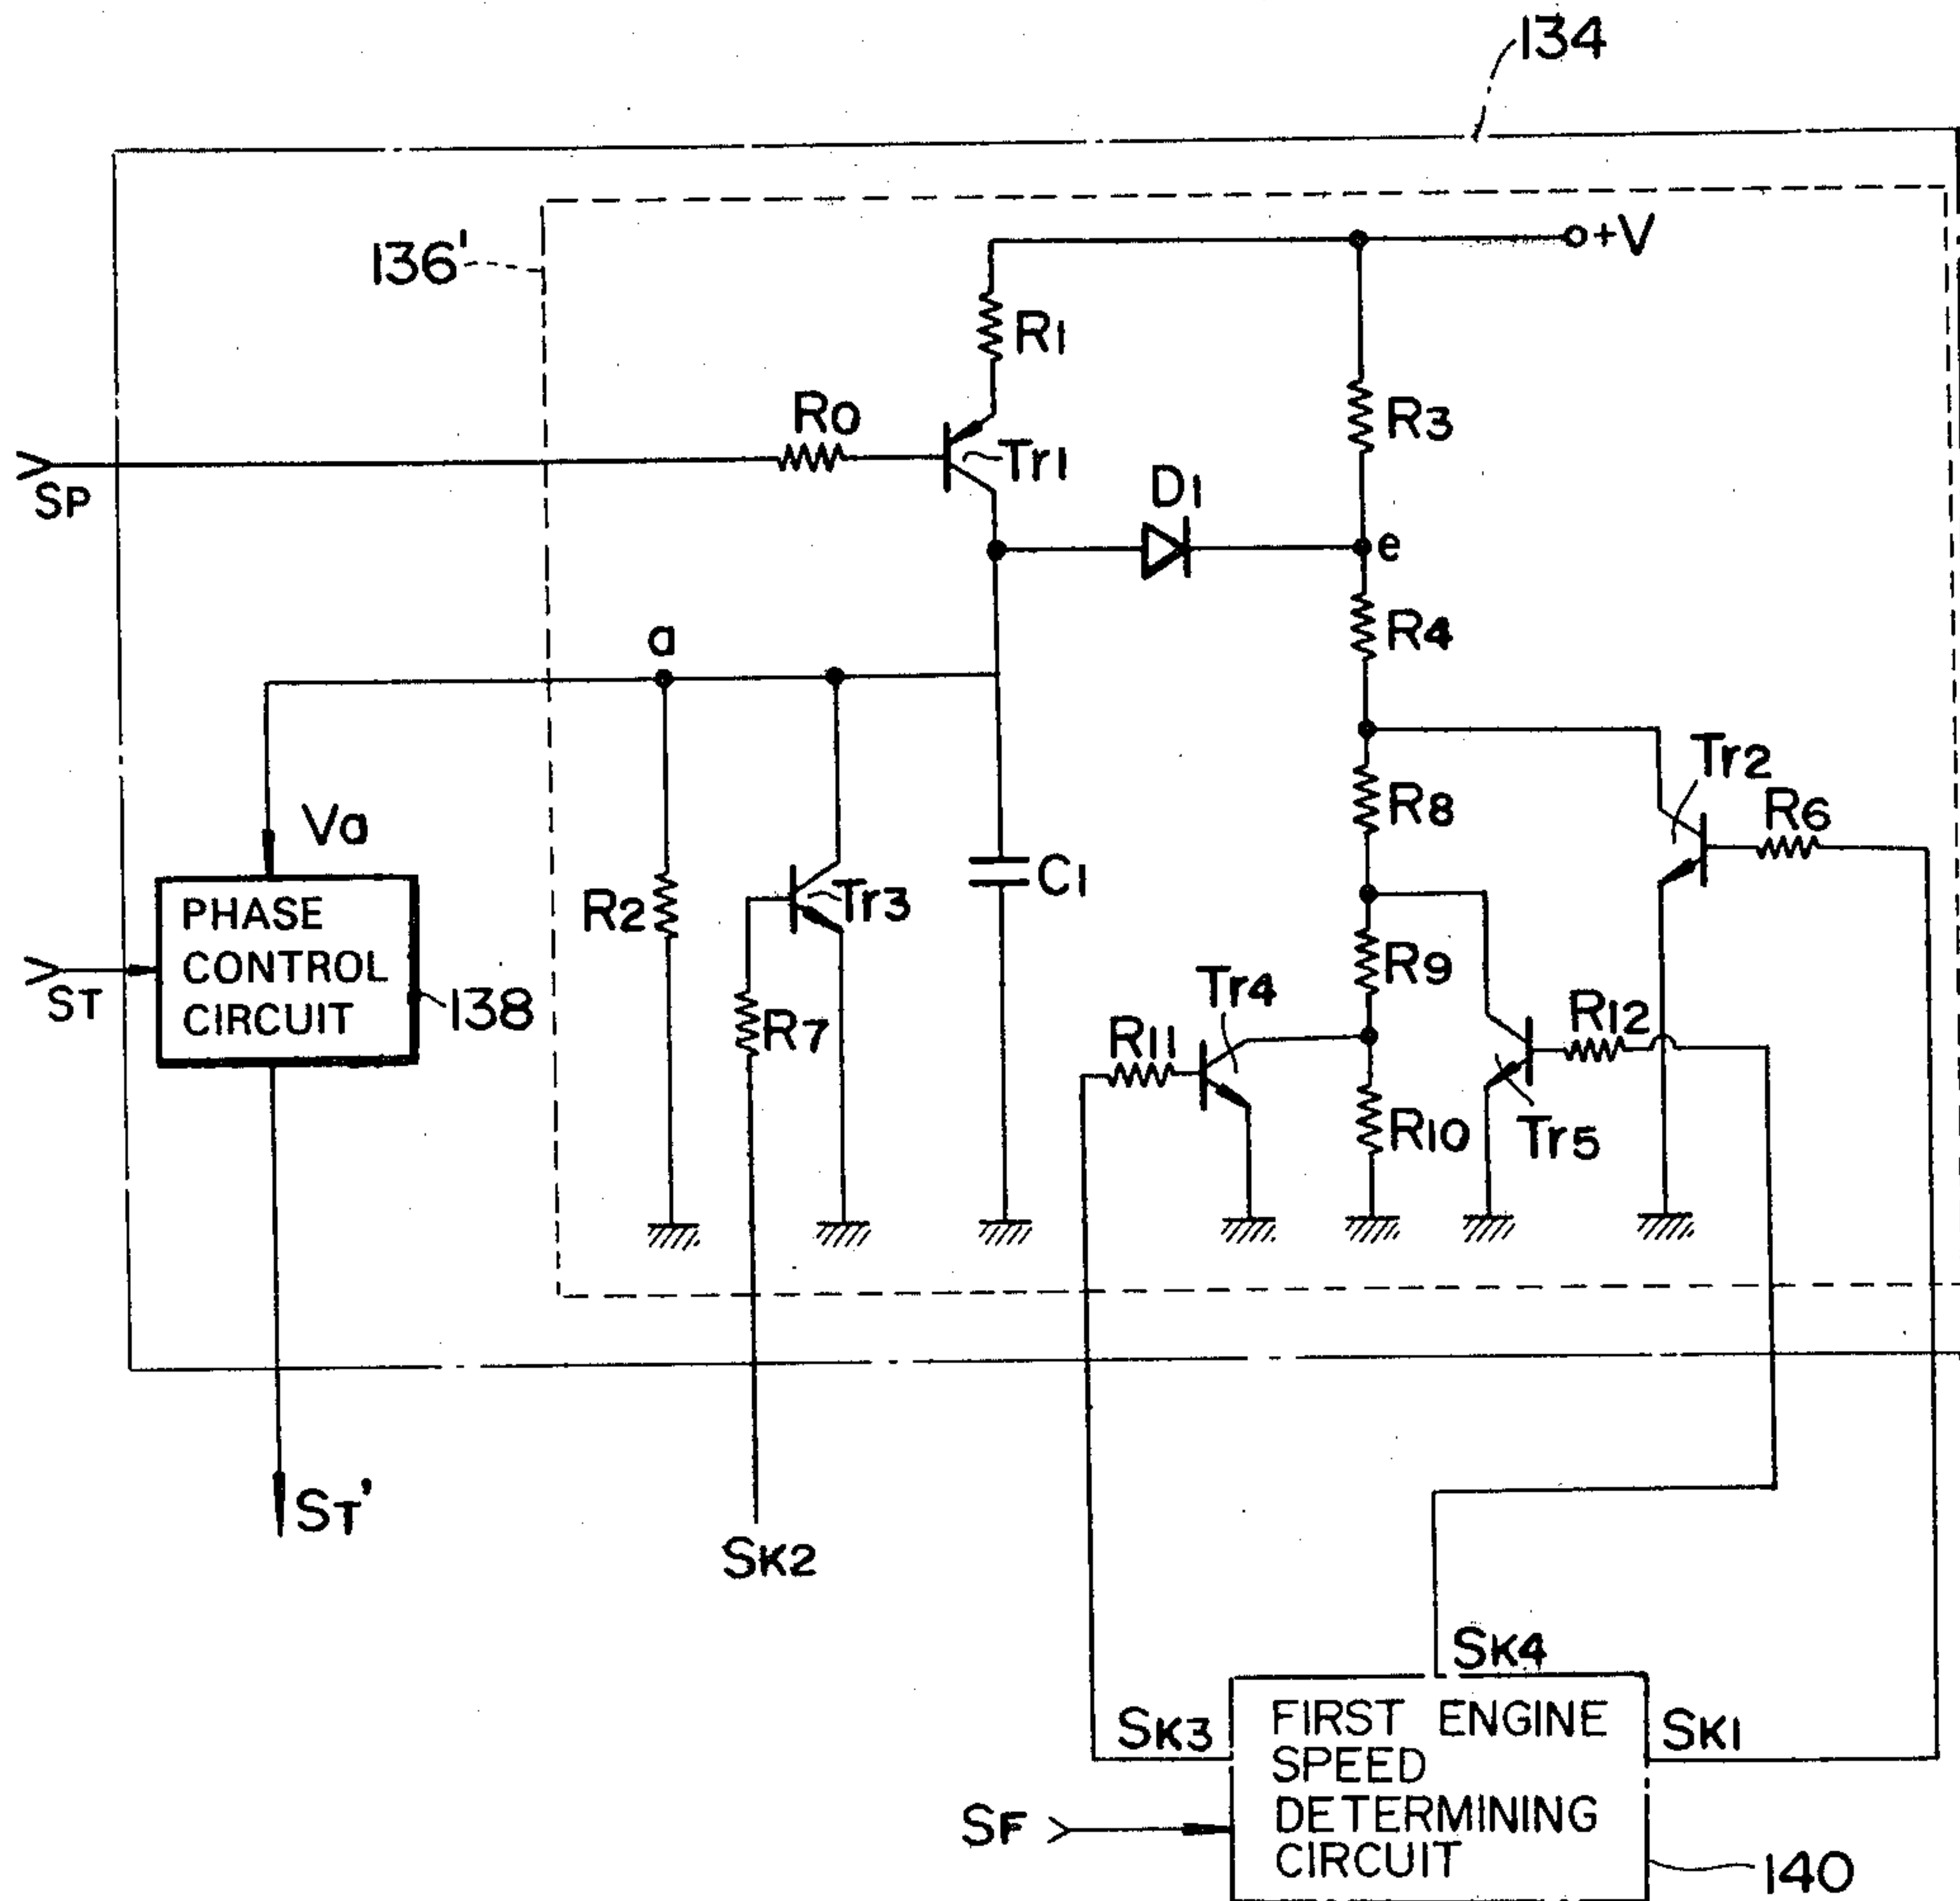 134
136'
+V
R1
R0
Tr1
R3
SP
D1
e
R4
a
Tr2
R6
Va
R8
C1
R2
Tr3
PHASE
CONTROL
CIRCUIT
ST
138
R7
R9
Tr4
R11
R12
R10
Tr5
ST'
SK2
SK4
SK3
FIRST ENGINE
SPEED
DETERMINING
CIRCUIT
SK1
SF
140